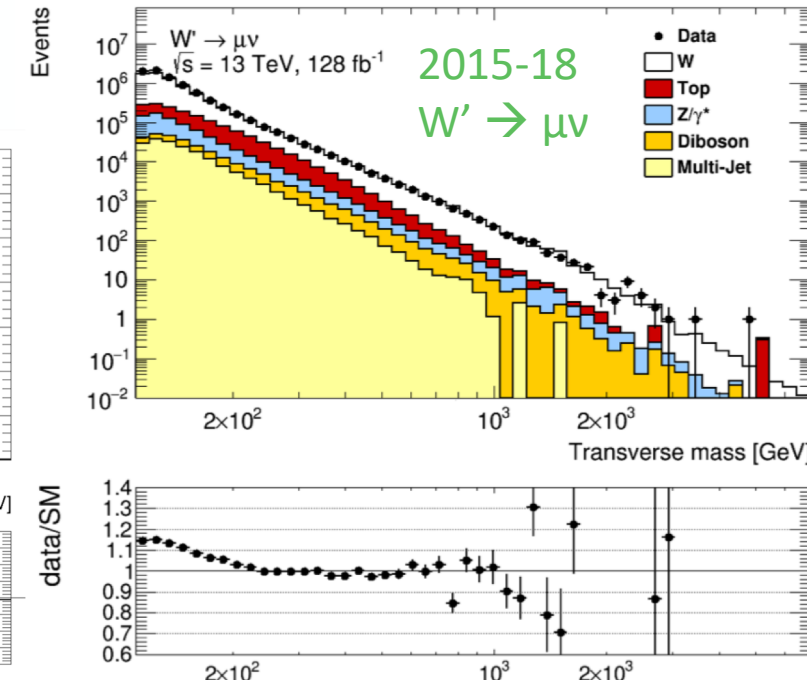 Events
10⁷
10⁶
10⁵
10⁴
10³
10²
10
1
10⁻¹
10⁻²
W' → μν
√s = 13 TeV, 128 fb⁻¹
2015-18
W' → μν
Data
W
Top
Z/γ*
Diboson
Multi-Jet
2×10²
10³
2×10³
Transverse mass [GeV]
data/SM
1.4
1.3
1.2
1.1
1
0.9
0.8
0.7
0.6
2×10²
10³
2×10³